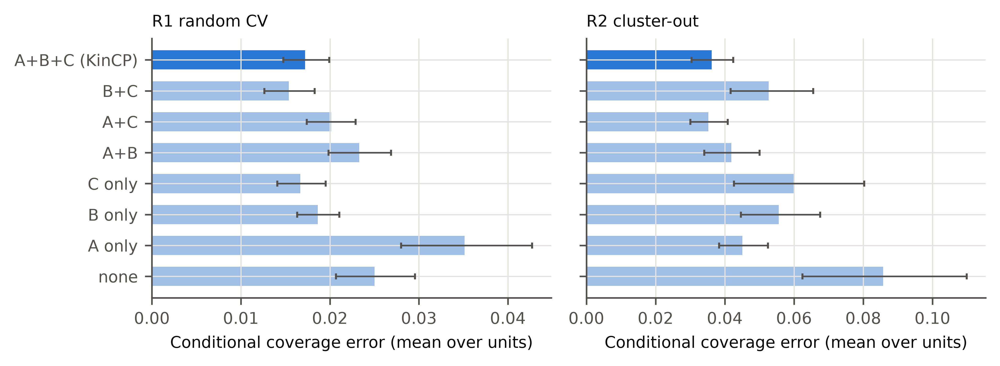 R1 random CV
A+B+C (KinCP)
B+C
A+C
A+B
C only
B only
A only
none
0.00 0.01 0.02 0.03 0.04
Conditional coverage error (mean over units)
R2 cluster-out
0.00 0.02 0.04 0.06 0.08 0.10
Conditional coverage error (mean over units)